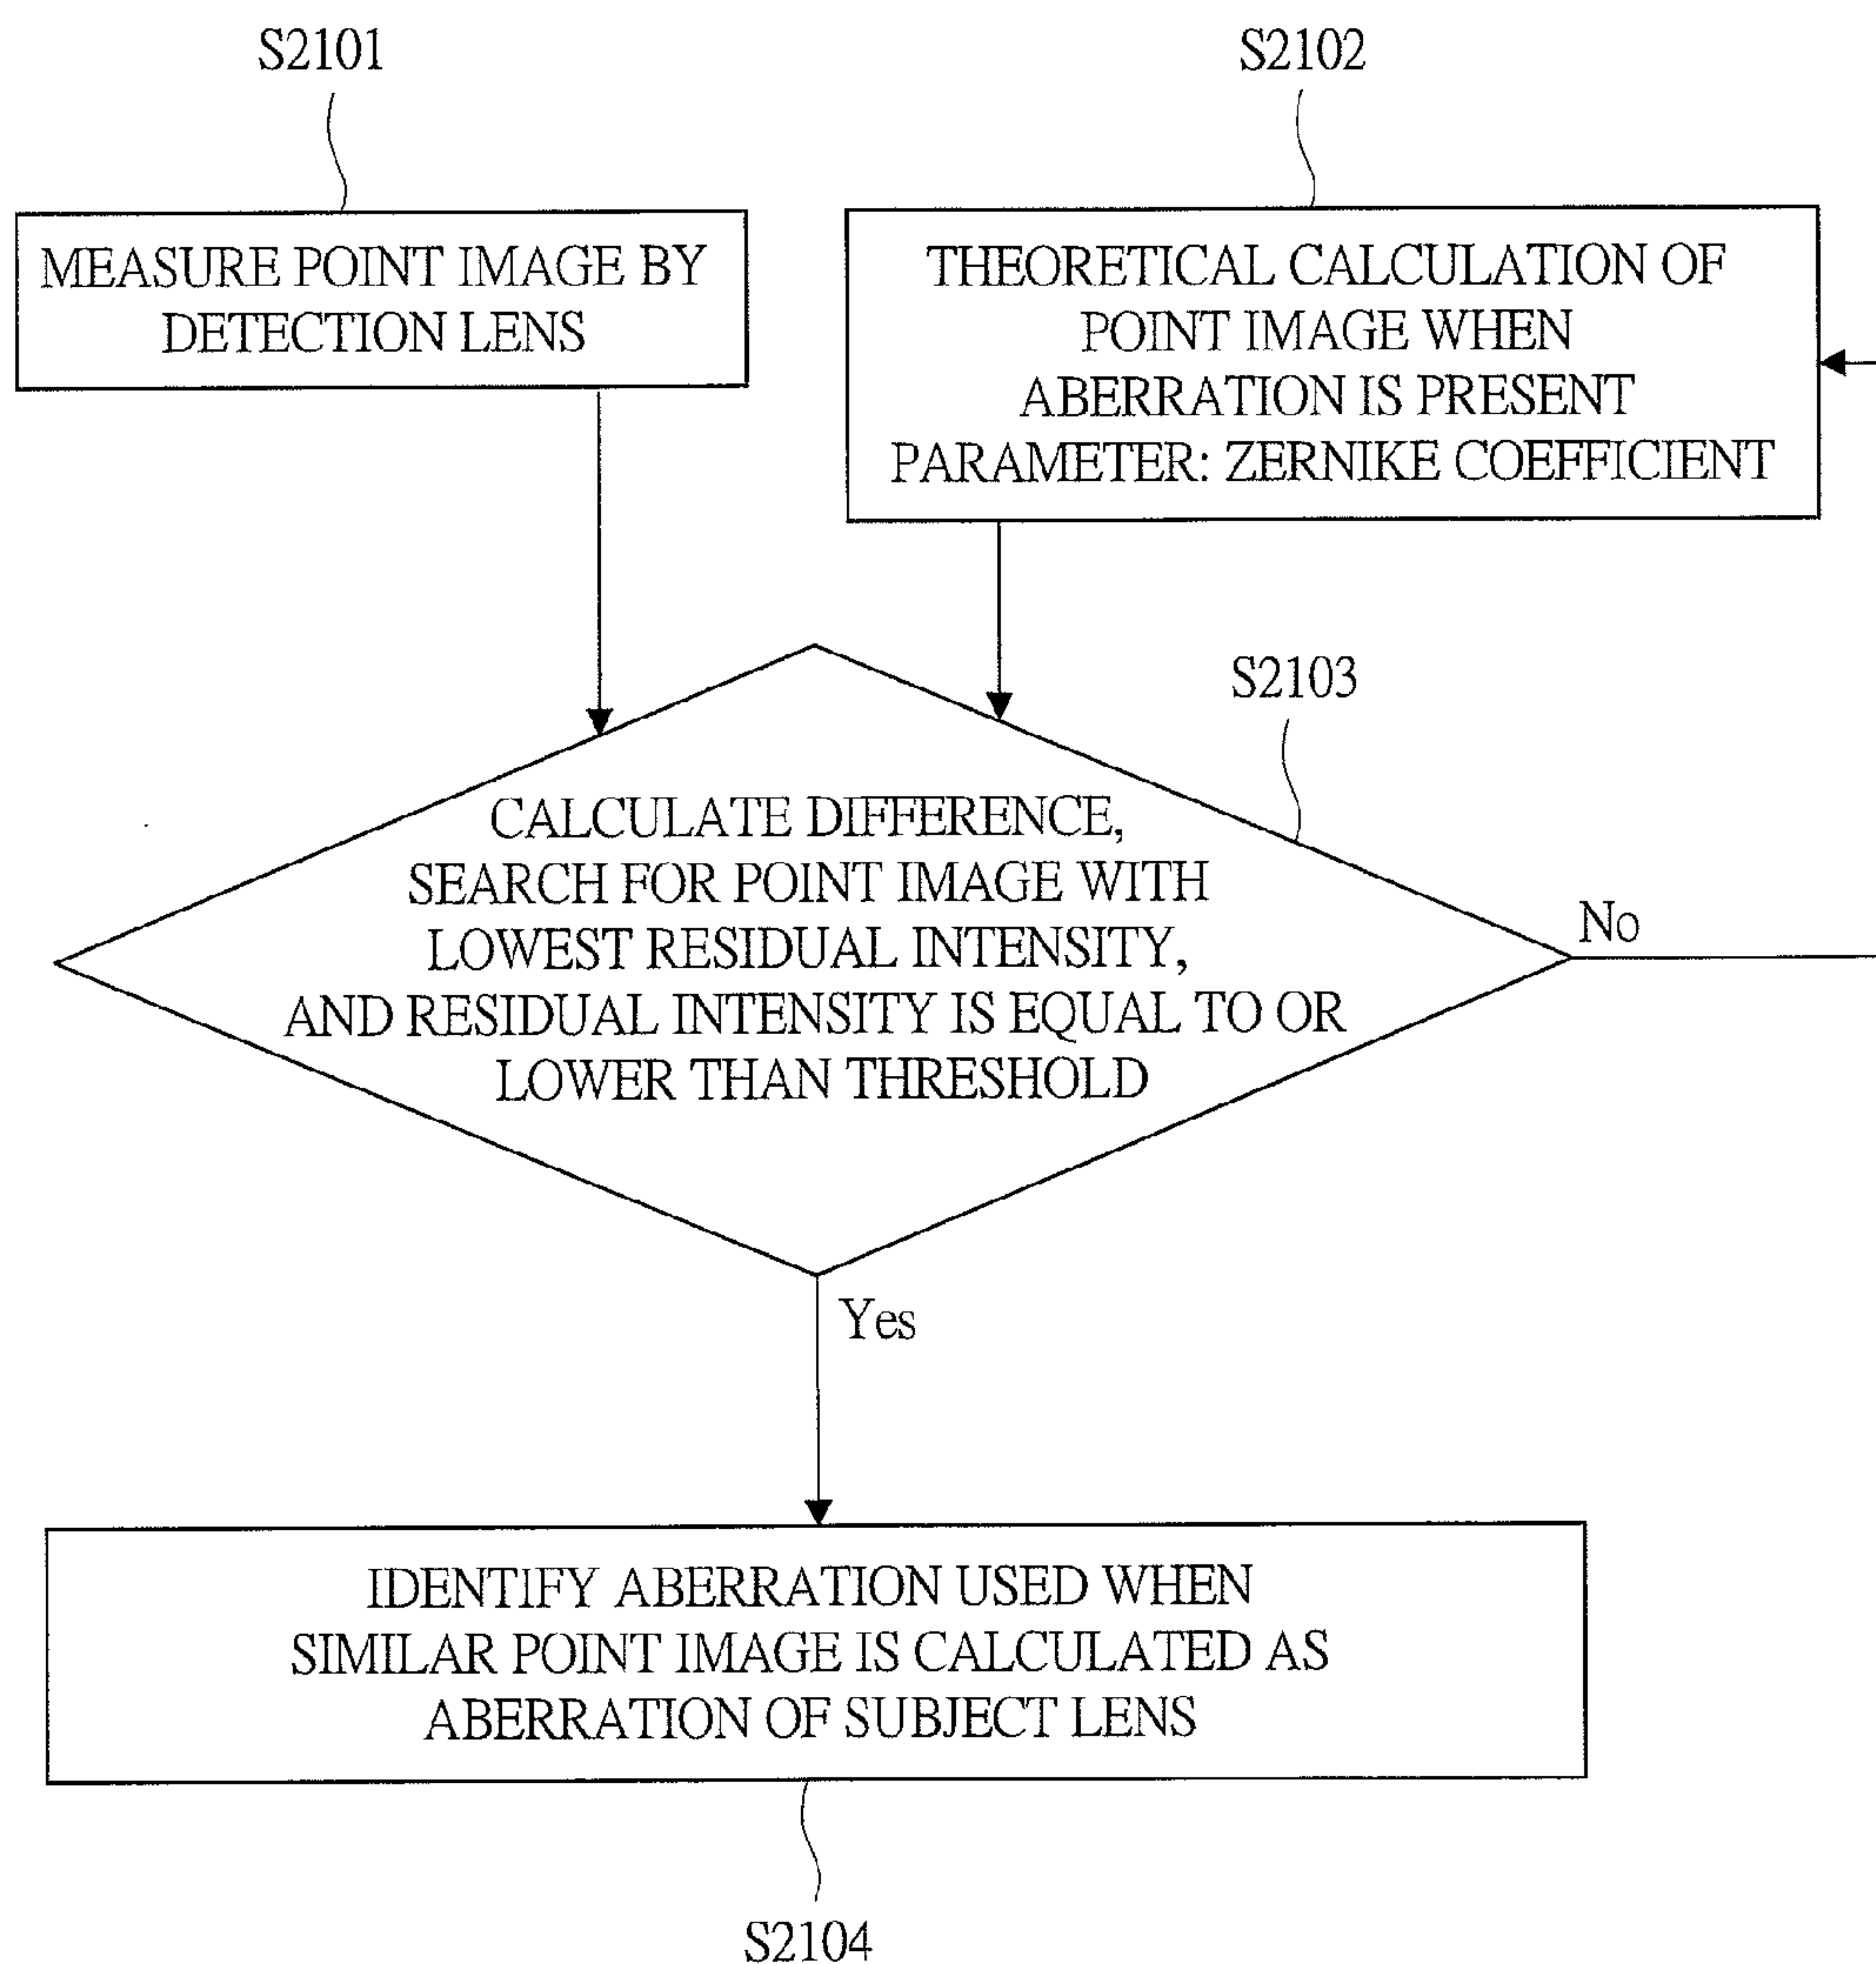 S2101
S2102
MEASURE POINT IMAGE BY
DETECTION LENS
THEORETICAL CALCULATION OF
POINT IMAGE WHEN
ABERRATION IS PRESENT
PARAMETER: ZERNIKE COEFFICIENT
S2103
CALCULATE DIFFERENCE,
SEARCH FOR POINT IMAGE WITH
LOWEST RESIDUAL INTENSITY,
AND RESIDUAL INTENSITY IS EQUAL TO OR
LOWER THAN THRESHOLD
No
Yes
IDENTIFY ABERRATION USED WHEN
SIMILAR POINT IMAGE IS CALCULATED AS
ABERRATION OF SUBJECT LENS
S2104